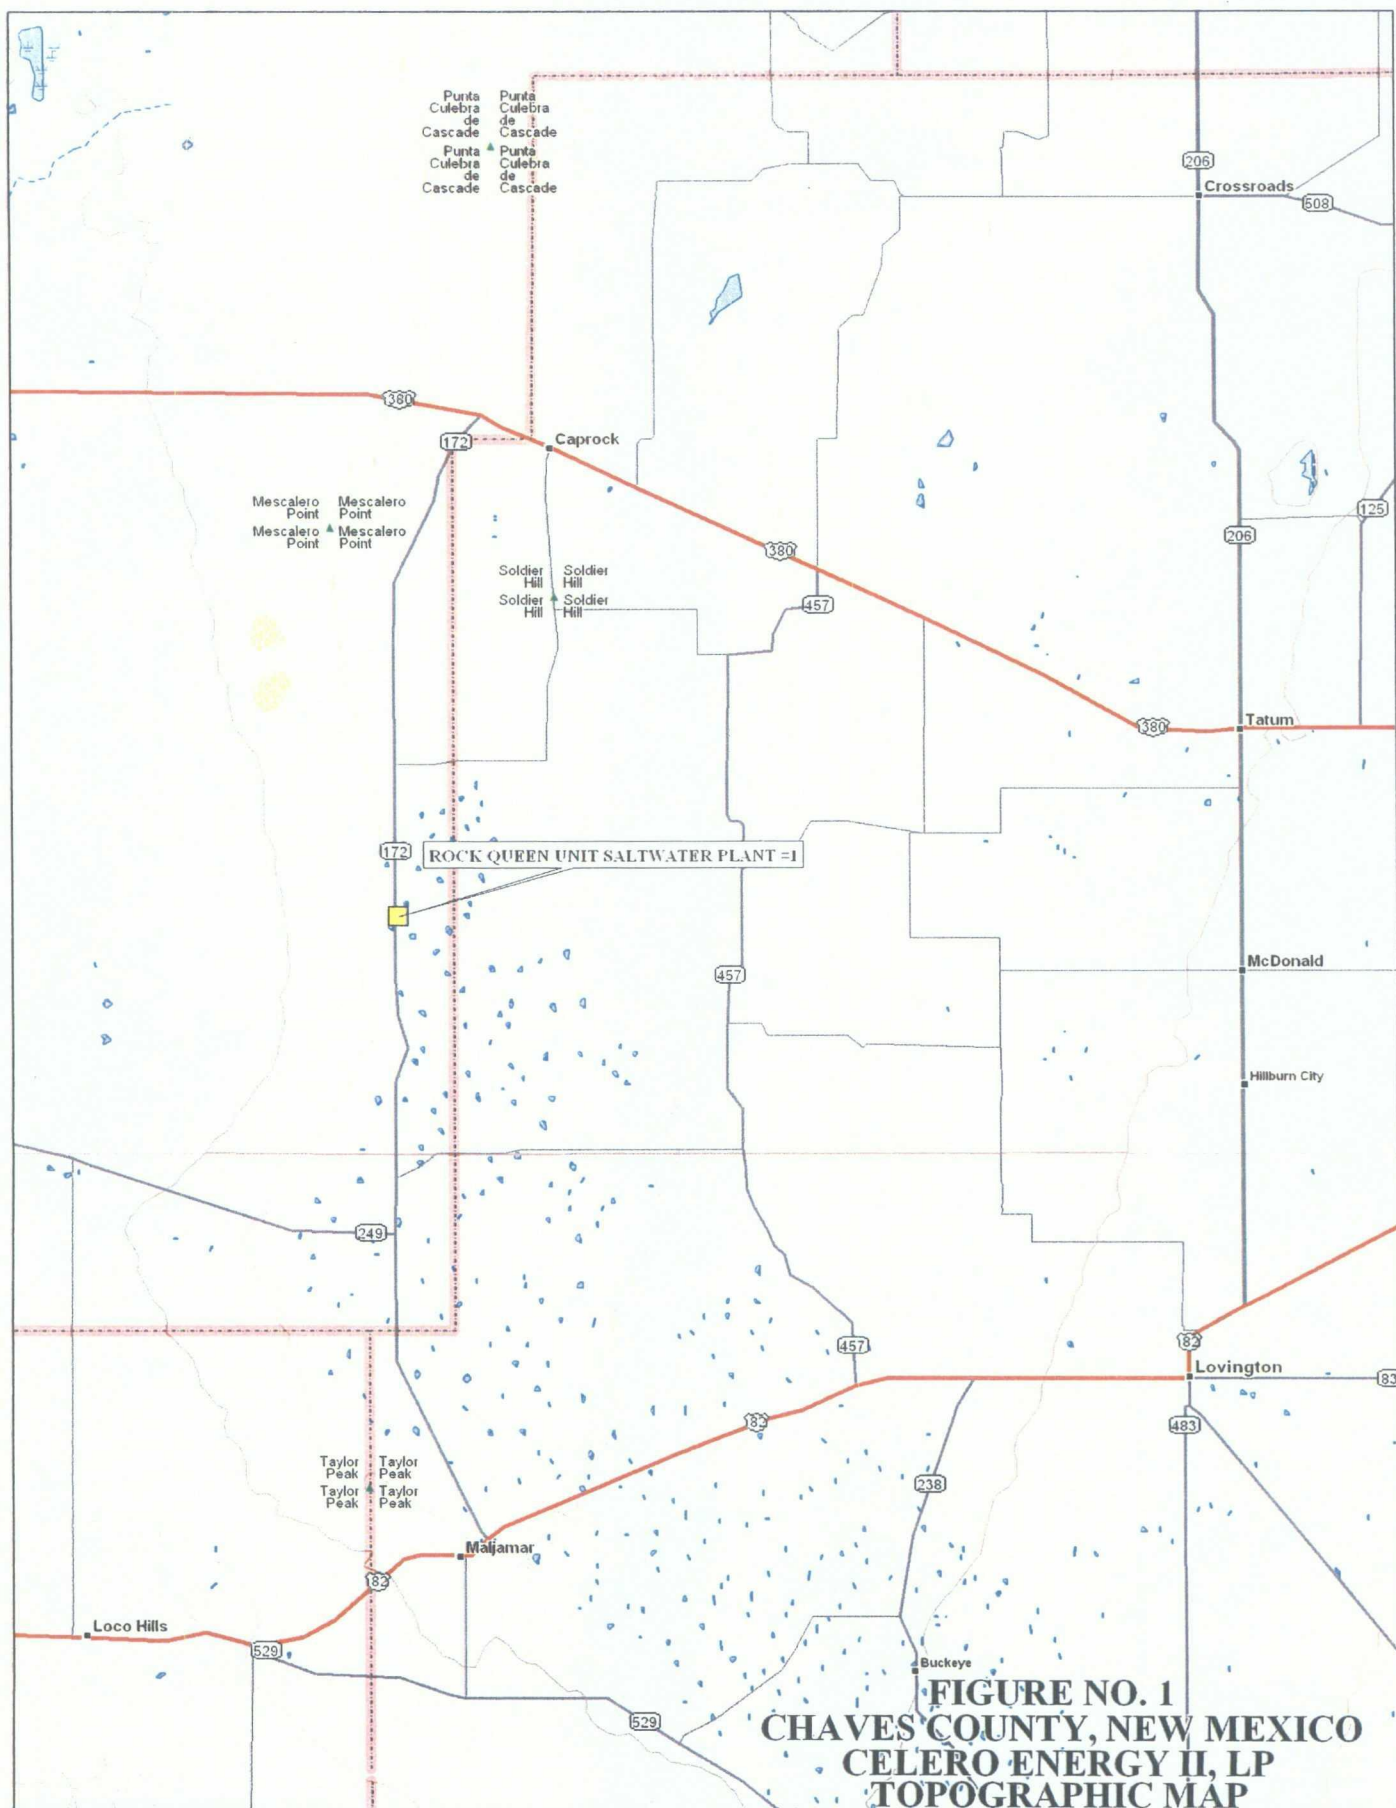 Punta Punta
Culebra Culebra
de de
Cascade Cascade
Punta Punta
Culebra Culebra
de de
Cascade Cascade
206
Crossroads
508
380
172
Caprock
Mescalero Mescalero
Point Point
Mescalero Mescalero
Point Point
125
206
380
Soldier Soldier
Hill Hill
Soldier Soldier
Hill Hill
457
380
Tatum
172
ROCK QUEEN UNIT SALTWATER PLANT =1
McDonald
457
Hillburn City
249
82
457
Lovington
83
82
483
Taylor Taylor
Peak Peak
Taylor Taylor
Peak Peak
238
Maljamar
82
Loco Hills
529
Buckeye
529
FIGURE NO. 1
CHAVES COUNTY, NEW MEXICO
CELERO ENERGY II, LP
TOPOGRAPHIC MAP